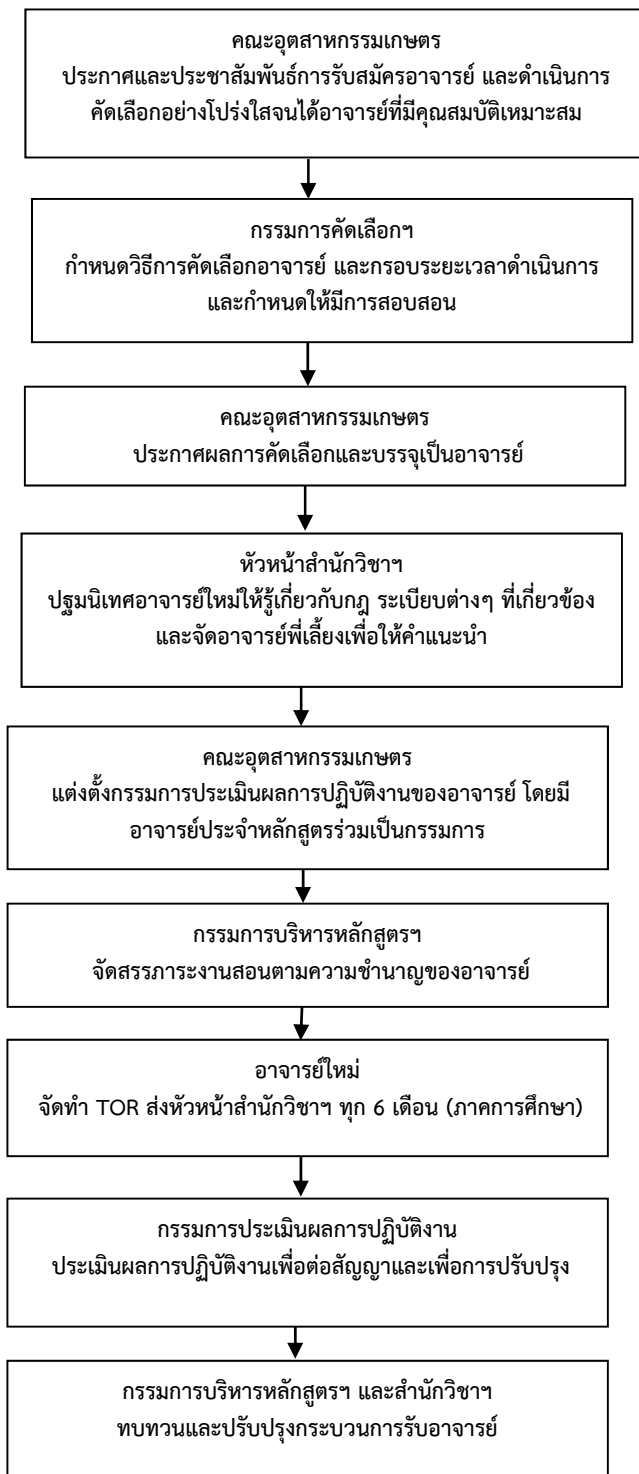 คณะอุตสาหกรรมเกษตร
ประกาศและประชาสัมพันธ์การรับสมัครอาจารย์ และดำเนินการ
คัดเลือกอย่างโปร่งใสจนได้อาจารย์ที่มีคุณสมบัติเหมาะสม
กรรมการคัดเลือกฯ
กำหนดวิธีการคัดเลือกอาจารย์ และกรอบระยะเวลาดำเนินการ
และกำหนดให้มีการสอบสอน
คณะอุตสาหกรรมเกษตร
ประกาศผลการคัดเลือกและบรรจุเป็นอาจารย์
หัวหน้าสำนักวิชาฯ
ปฐมนิเทศอาจารย์ใหม่ให้รู้เกี่ยวกับกฎ ระเบียบต่างๆ ที่เกี่ยวข้อง
และจัดอาจารย์พี่เลี้ยงเพื่อให้คำแนะนำ
คณะอุตสาหกรรมเกษตร
แต่งตั้งกรรมการประเมินผลการปฏิบัติงานของอาจารย์ โดยมี
อาจารย์ประจำหลักสูตรร่วมเป็นกรรมการ
กรรมการบริหารหลักสูตรฯ
จัดสรรภาระงานสอนตามความชำนาญของอาจารย์
อาจารย์ใหม่
จัดทำ TOR ส่งหัวหน้าสำนักวิชาฯ ทุก 6 เดือน (ภาคการศึกษา)
กรรมการประเมินผลการปฏิบัติงาน
ประเมินผลการปฏิบัติงานเพื่อต่อสัญญาและเพื่อการปรับปรุง
กรรมการบริหารหลักสูตรฯ และสำนักวิชาฯ
ทบทวนและปรับปรุงกระบวนการรับอาจารย์